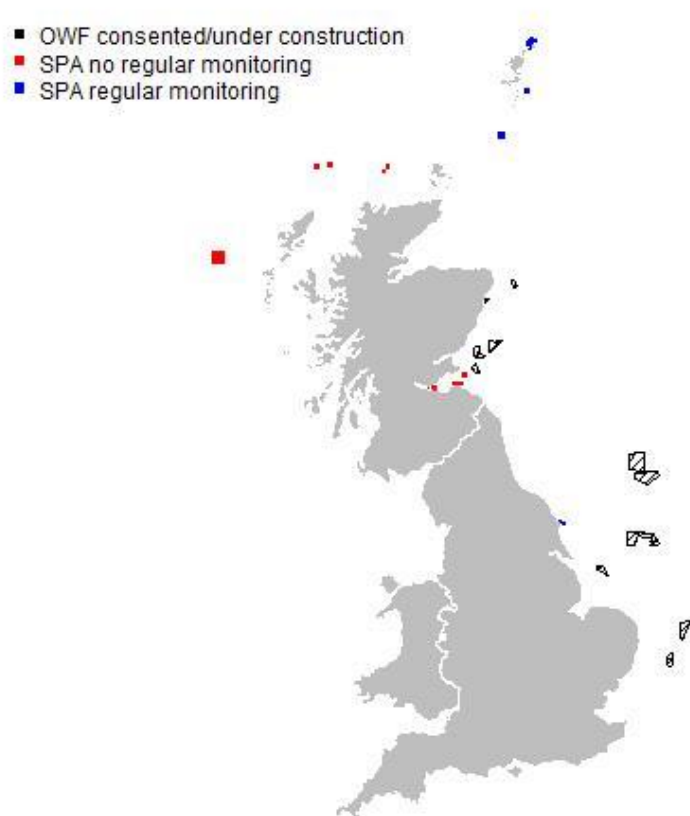 OWF consented/under construction
SPA no regular monitoring
SPA regular monitoring